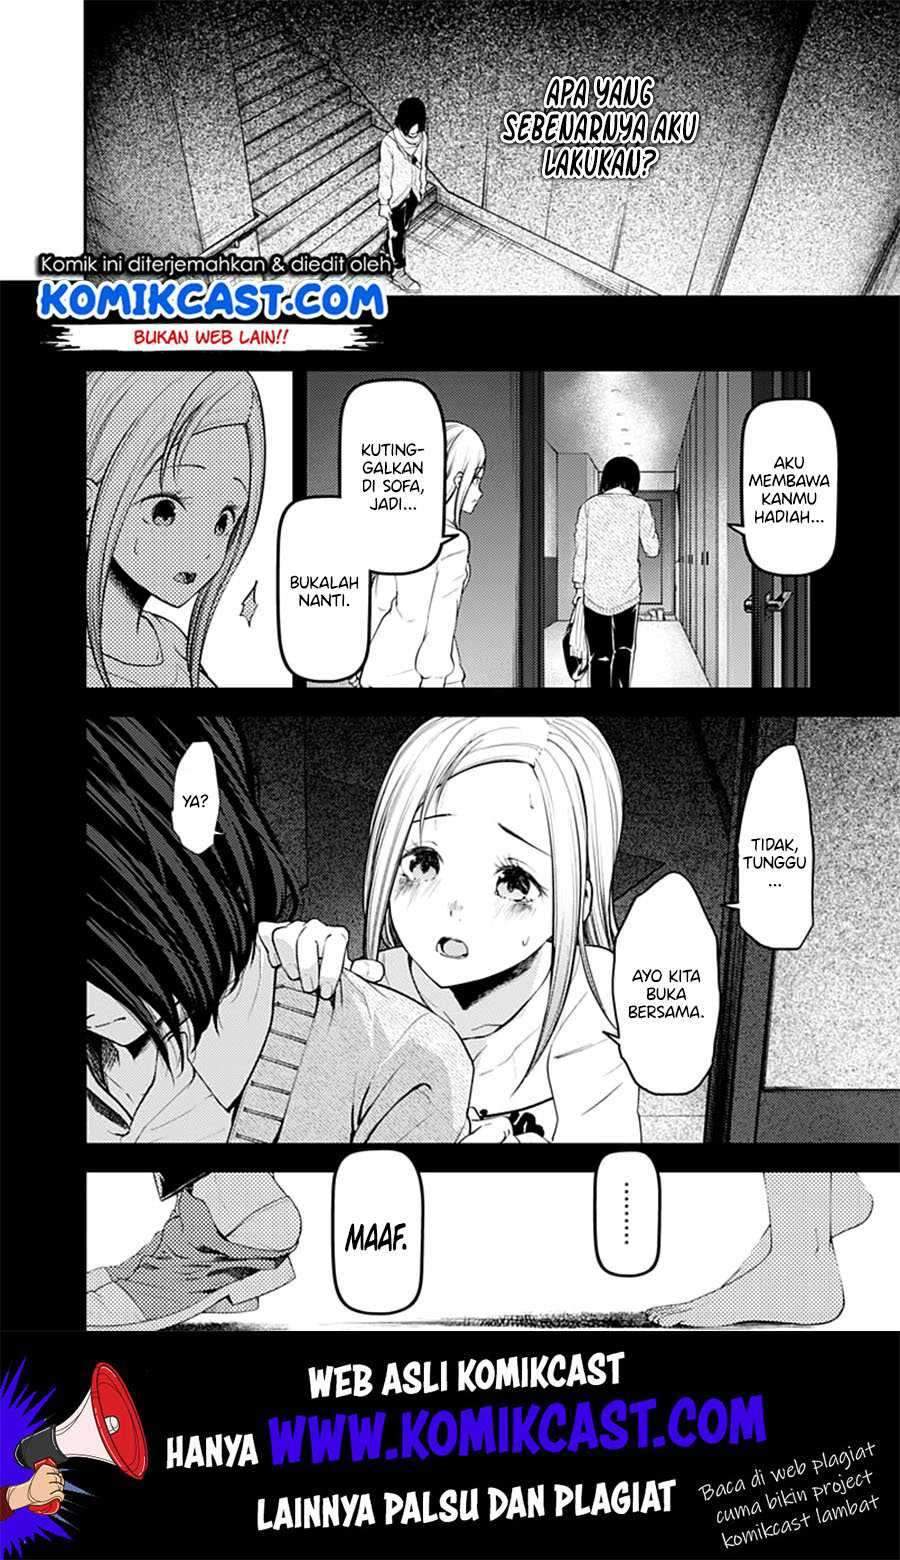 APA YANG
SEBENARNYA AKU
LAKUKAN?
Komik ini diterjemahkan & diedit oleh
KOMIKCAST.COM
BUKAN WEB LAIN!!
AKU
MEMBAWA
KANMU
HADIAH...
KUTING-
GALKAN
DI SOFA,
JADI...
BUKALAH
NANTI.
TIDAK,
TUNGGU
...
AYO KITA
BUKA
BERSAMA.
YA?
.........
MAAF.
WEB ASLI KOMIKCAST
HANYA WWW.KOMIKCAST.COM
LAINNYA PALSU DAN PLAGIAT
Baca di web plagiat
cuma bikin project
komikcast lambat